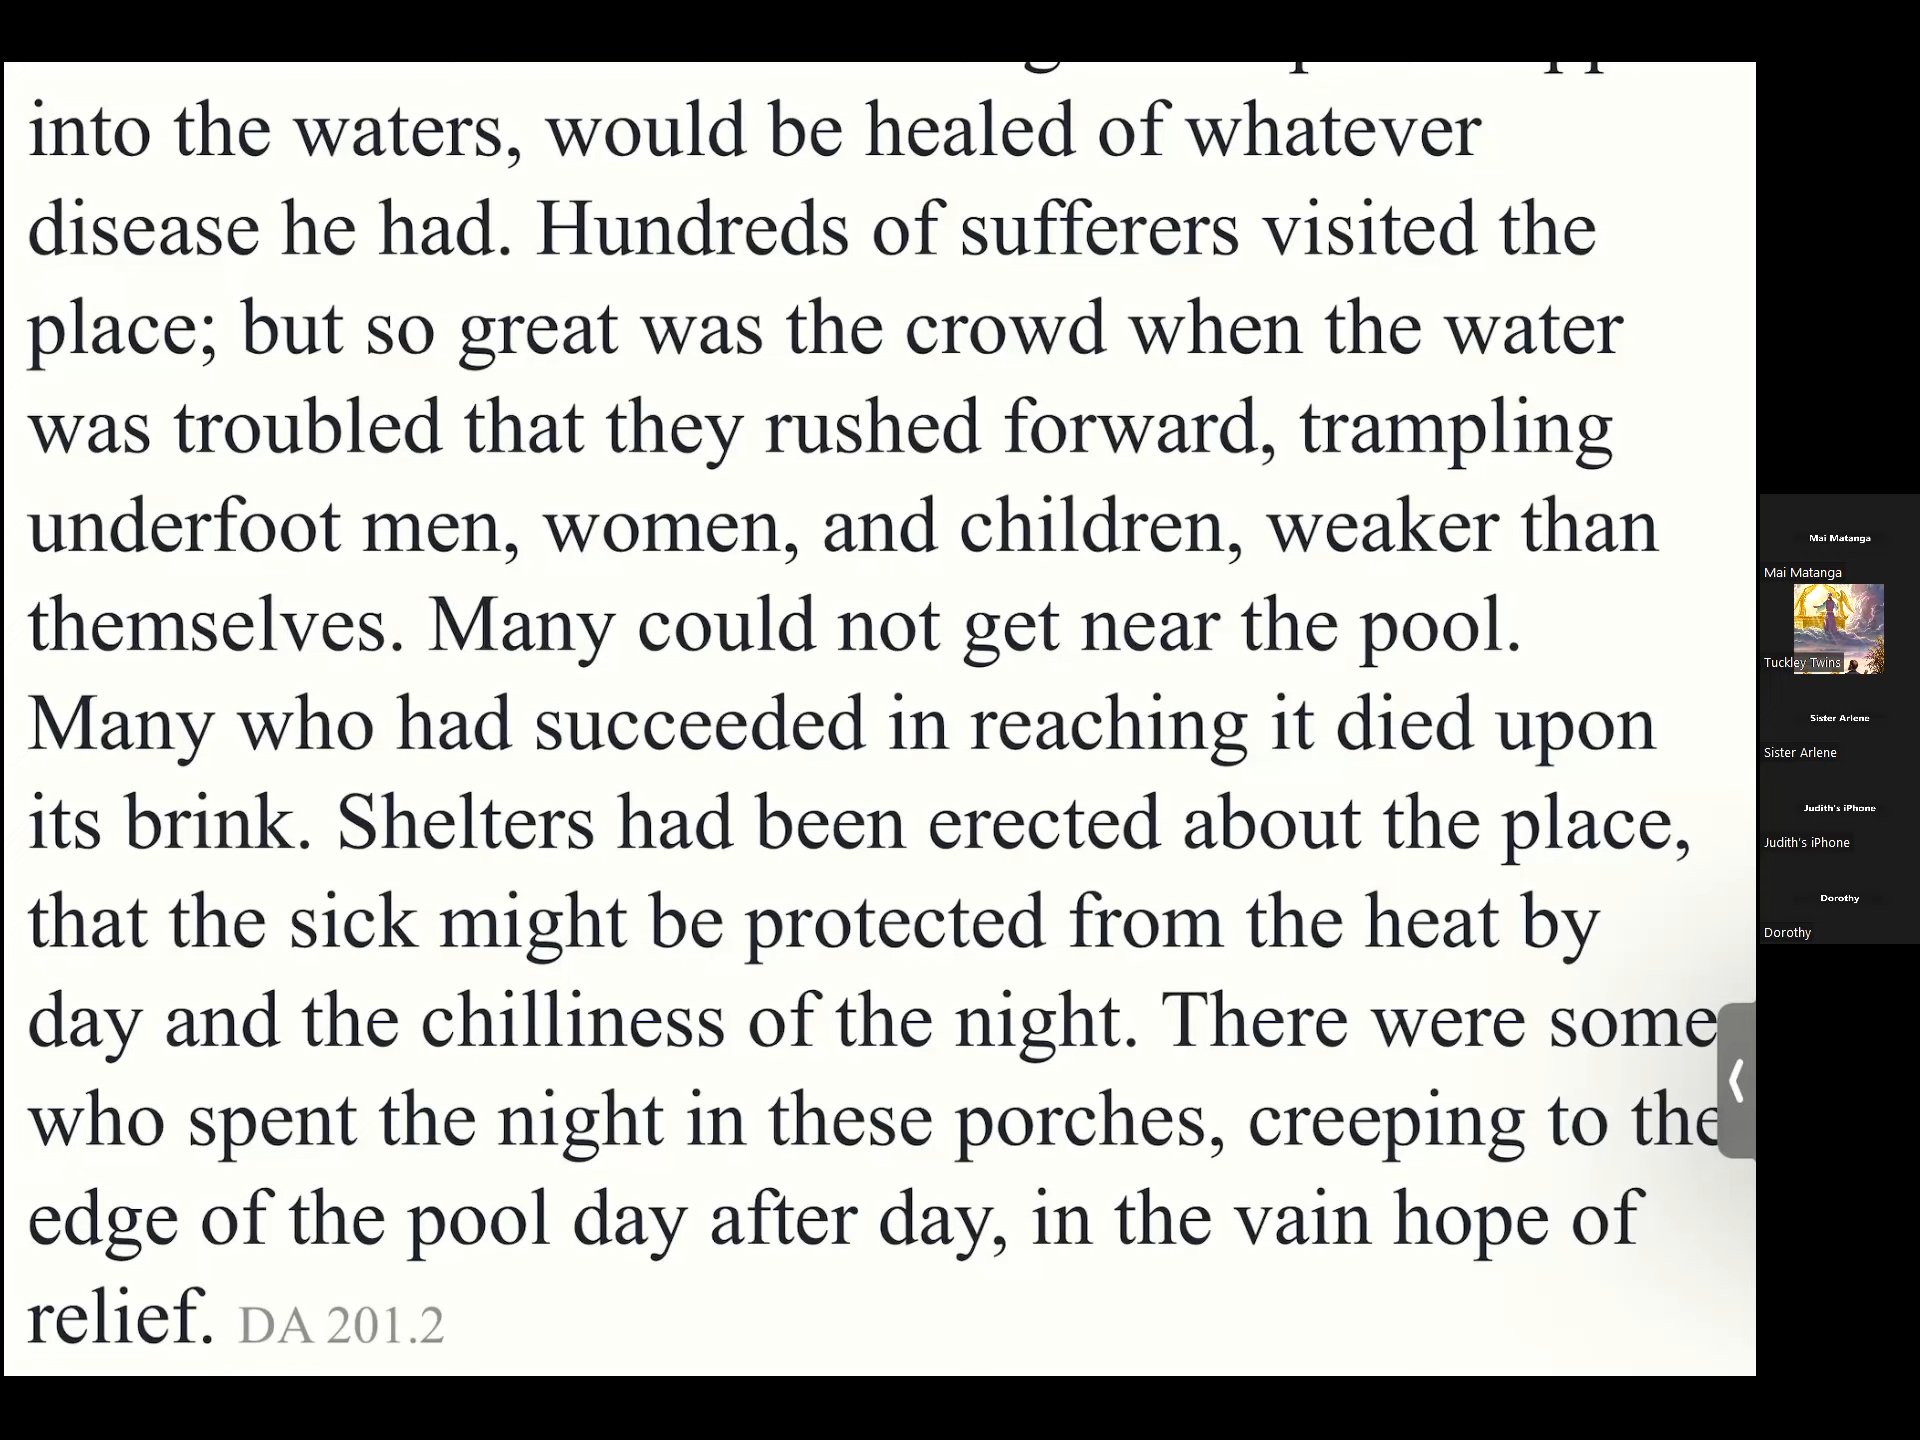 into the waters, would be healed of whatever
disease he had. Hundreds of sufferers visited the
place; but so great was the crowd when the water
was troubled that they rushed forward, trampling
underfoot men, women, and children, weaker than
themselves. Many could not get near the pool.
Many who had succeeded in reaching it died upon
its brink. Shelters had been erected about the place,
that the sick might be protected from the heat by
day and the chilliness of the night. There were some
who spent the night in these porches, creeping to the
edge of the pool day after day, in the vain hope of
relief. DA 201.2
Mai Matanga
Mai Matanga
Tuckley Twins
Sister Arlene
Sister Arlene
Judith's iPhone
Judith's iPhone
Dorothy
Dorothy